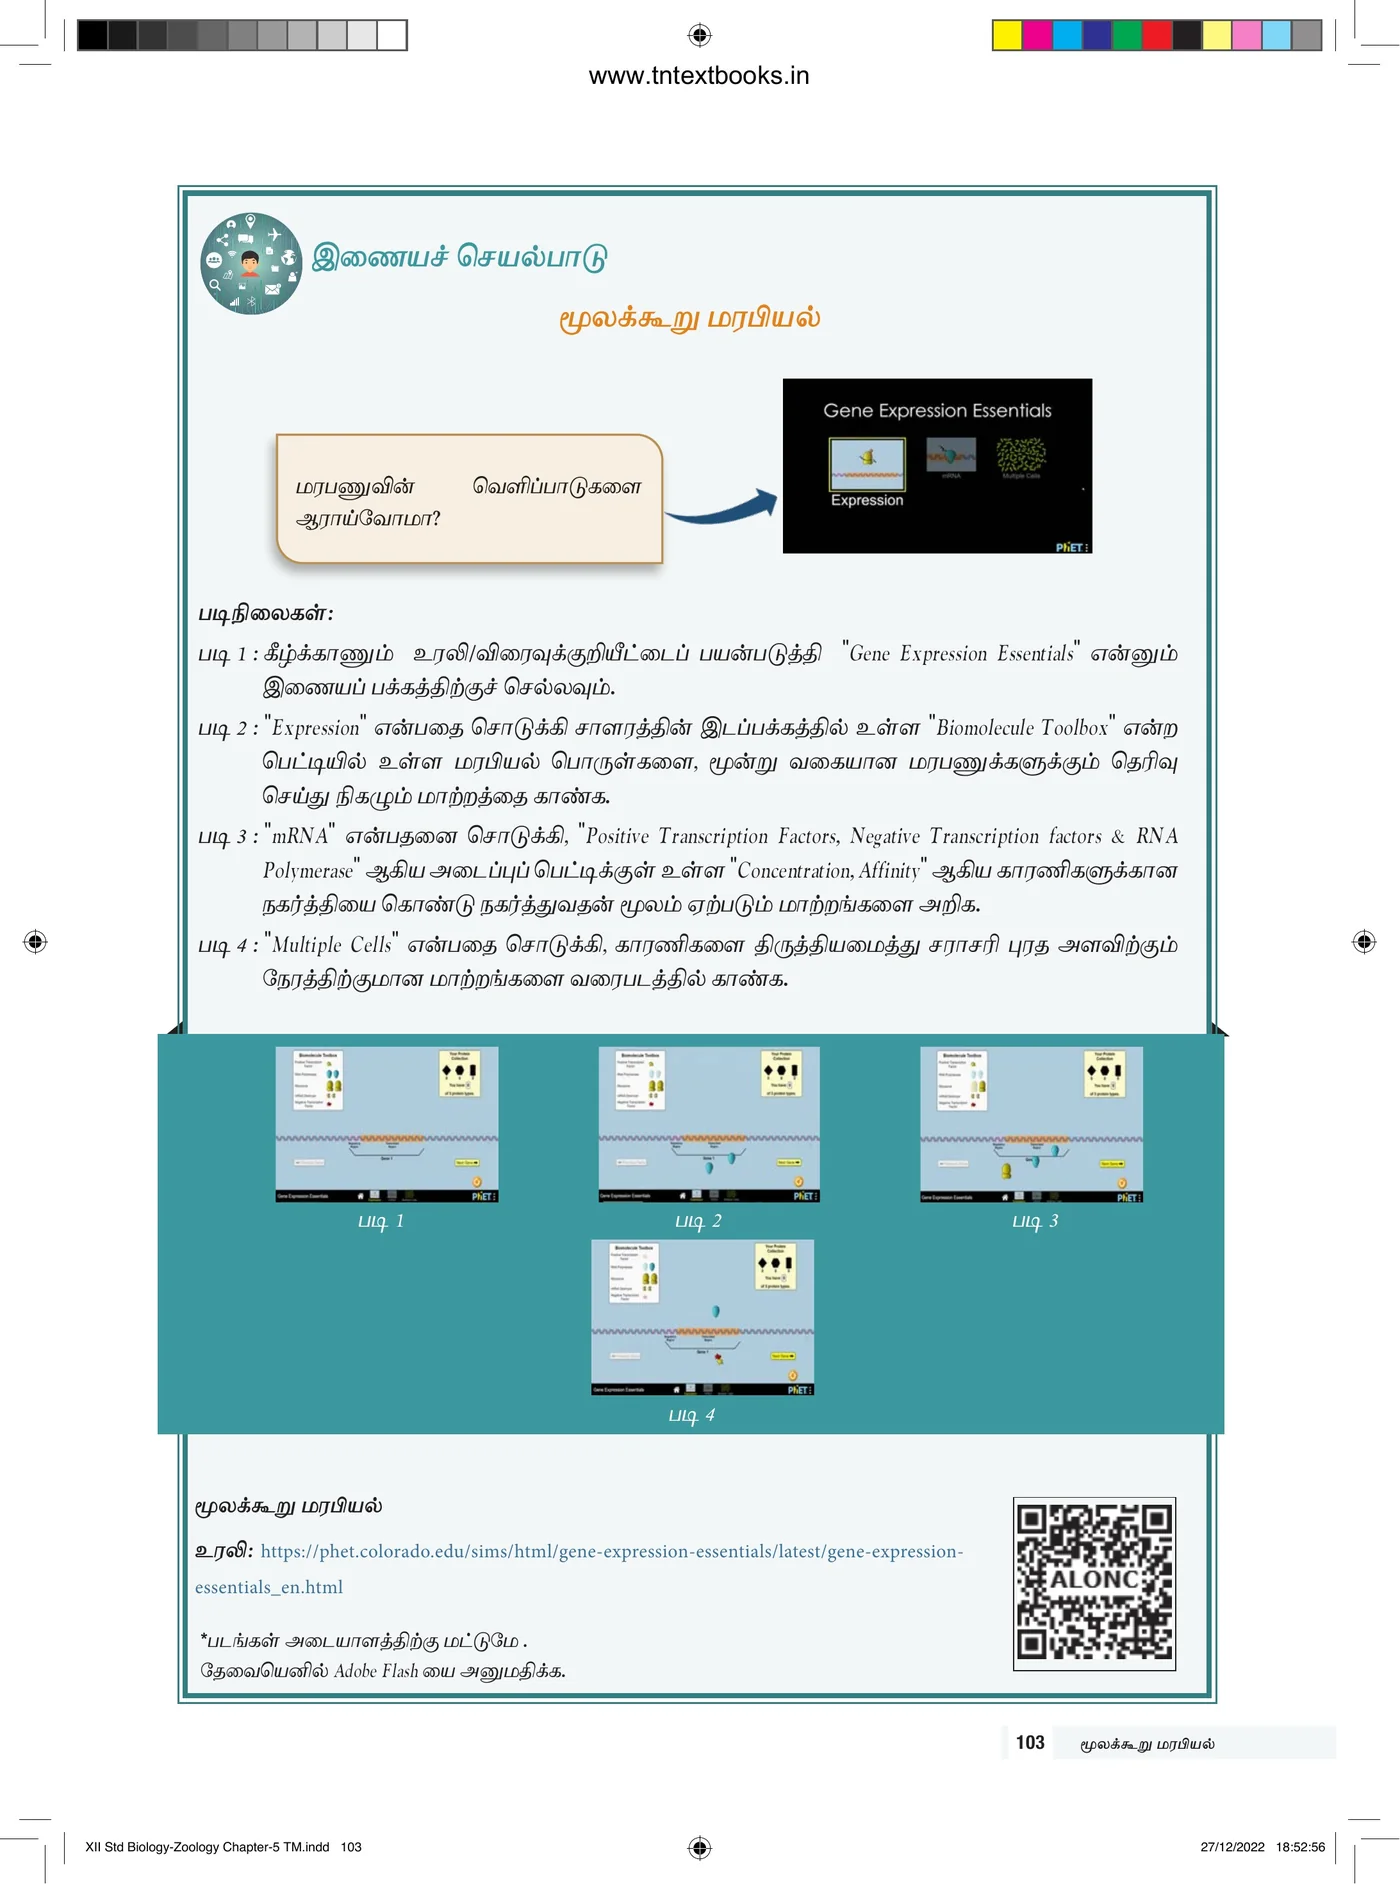 www.tntextbooks.in
இணையச் செயல்பாடு
மூலக்கூறு மரபியல்
Gene Expression Essentials
மரபணுவின் வெளிப்பாடுகளை
ஆராய்வோமா?
Expression
mRNA
Multiple Cells
PhET
படிநிலைகள்:
படி 1 : கீழ்க்காணும் உரலி/விரைவுக்குறியீட்டைப் பயன்படுத்தி "Gene Expression Essentials" என்னும்
இணையப் பக்கத்திற்குச் செல்லவும்.
படி 2 : "Expression" என்பதை சொடுக்கி சாளரத்தின் இடப்பக்கத்தில் உள்ள "Biomolecule Toolbox" என்ற
பெட்டியில் உள்ள மரபியல் பொருள்களை, மூன்று வகையான மரபணுக்களுக்கும் தெரிவு
செய்து நிகழும் மாற்றத்தை காண்க.
படி 3 : "mRNA" என்பதனை சொடுக்கி, "Positive Transcription Factors, Negative Transcription factors & RNA
Polymerase" ஆகிய அடைப்புப் பெட்டிக்குள் உள்ள "Concentration, Affinity" ஆகிய காரணிகளுக்கான
நகர்த்தியை கொண்டு நகர்த்துவதன் மூலம் ஏற்படும் மாற்றங்களை அறிக.
படி 4 : "Multiple Cells" என்பதை சொடுக்கி, காரணிகளை திருத்தியமைத்து சராசரி புரத அளவிற்கும்
நேரத்திற்குமான மாற்றங்களை வரைபடத்தில் காண்க.
படி 1
படி 2
படி 3
படி 4
மூலக்கூறு மரபியல்
உரலி: https://phet.colorado.edu/sims/html/gene-expression-essentials/latest/gene-expression-
essentials_en.html
ALONC
*படங்கள் அடையாளத்திற்கு மட்டுமே .
தேவையெனில் Adobe Flash யை அனுமதிக்க.
103 மூலக்கூறு மரபியல்
XII Std Biology-Zoology Chapter-5 TM.indd 103
27/12/2022 18:52:56